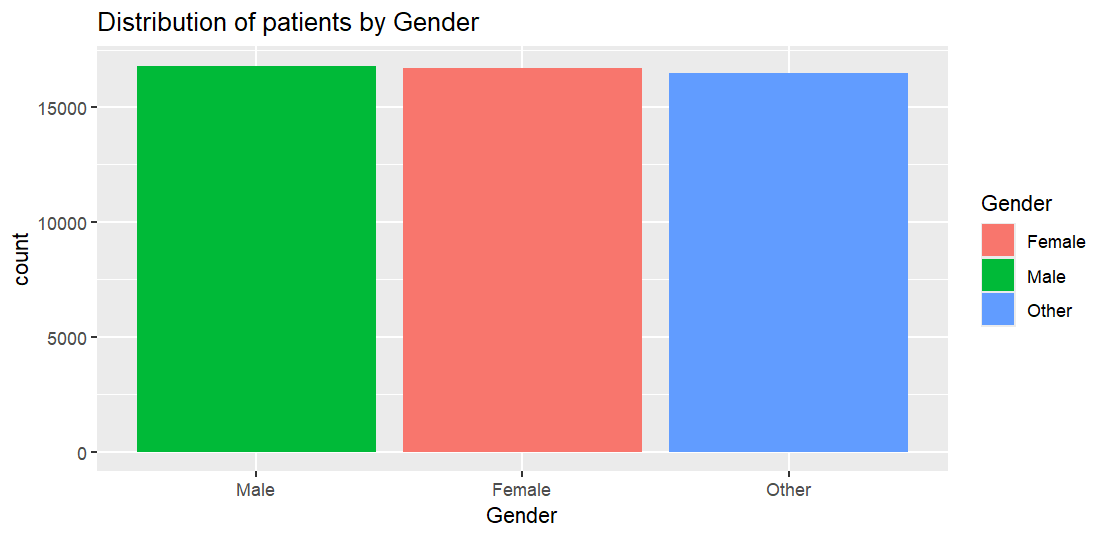 Distribution of patients by Gender
15000
10000
5000
0
count
Male Female Other
Gender
Gender
Female
Male
Other